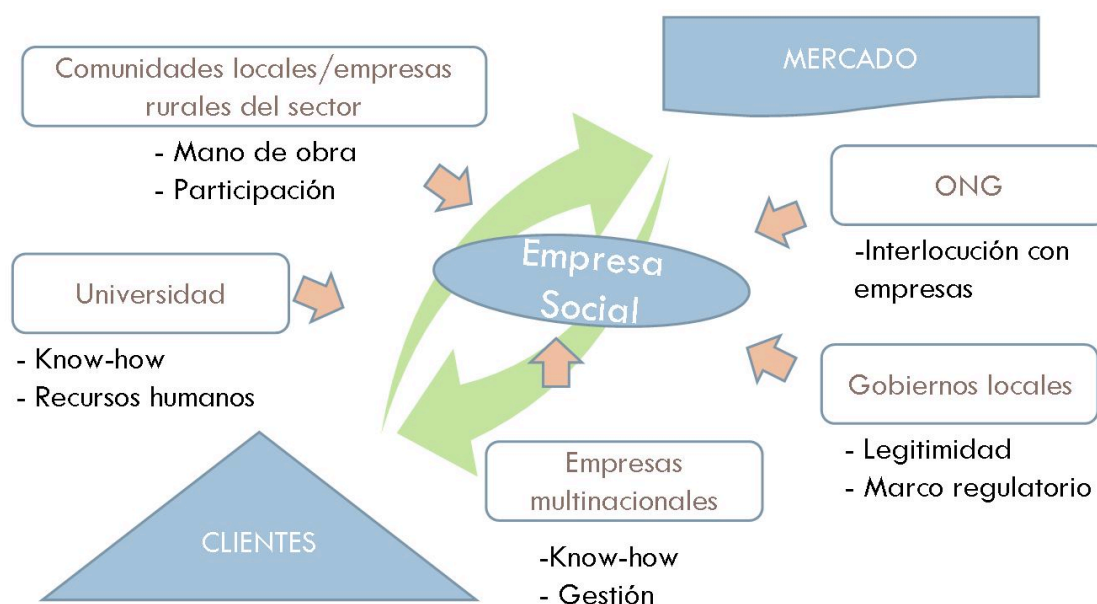 MERCADO
Comunidades locales/empresas
rurales del sector
- Mano de obra
- Participación
ONG
-Interlocución con
empresas
Empresa
Social
Universidad
- Know-how
- Recursos humanos
Gobiernos locales
- Legitimidad
- Marco regulatorio
Empresas
multinacionales
-Know-how
- Gestión
CLIENTES